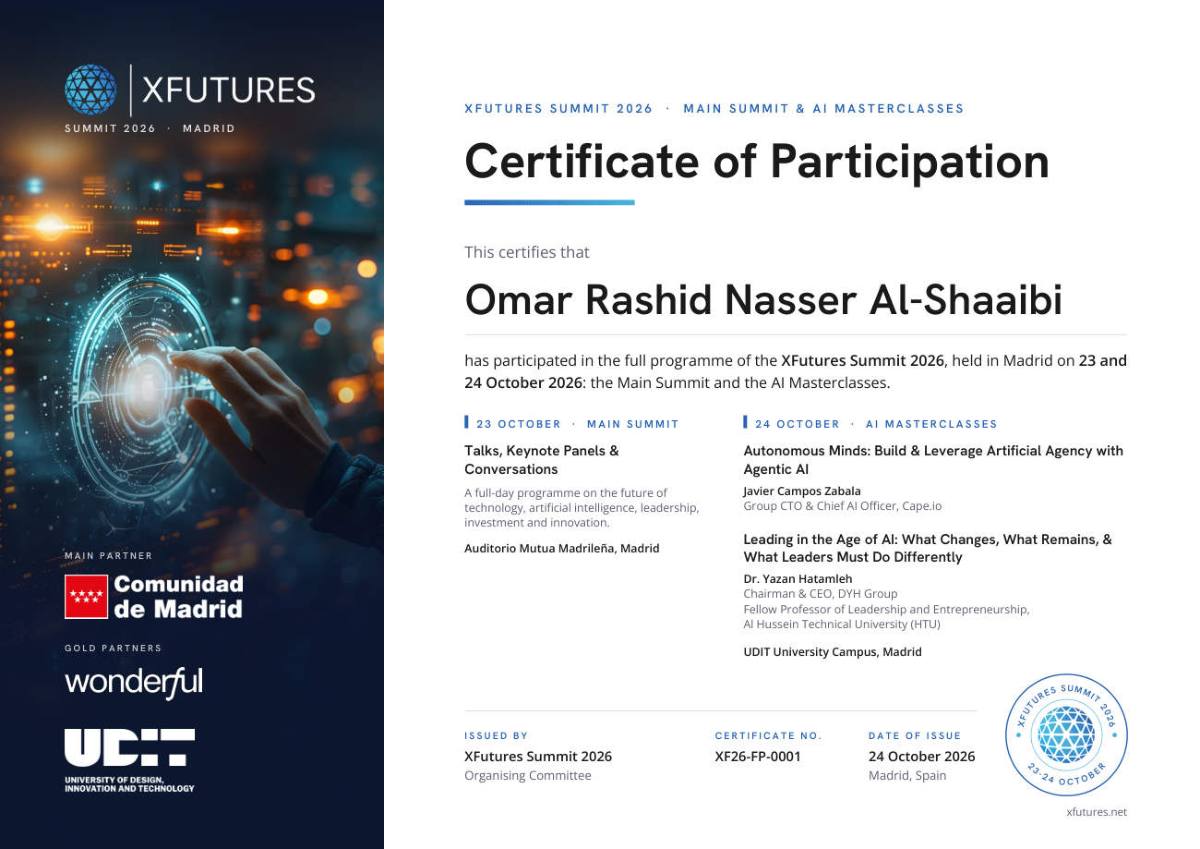 XFUTURES
SUMMIT 2026 · MADRID
MAIN PARTNER
Comunidad
de Madrid
GOLD PARTNERS
wonderful
UDIT
UNIVERSITY OF DESIGN,
INNOVATION AND TECHNOLOGY
XFUTURES SUMMIT 2026 · MAIN SUMMIT & AI MASTERCLASSES
Certificate of Participation
This certifies that
Omar Rashid Nasser Al-Shaaibi
has participated in the full programme of the XFutures Summit 2026, held in Madrid on 23 and
24 October 2026: the Main Summit and the AI Masterclasses.
23 OCTOBER · MAIN SUMMIT
Talks, Keynote Panels &
Conversations
A full-day programme on the future of
technology, artificial intelligence, leadership,
investment and innovation.
Auditorio Mutua Madrileña, Madrid
24 OCTOBER · AI MASTERCLASSES
Autonomous Minds: Build & Leverage Artificial Agency with
Agentic AI
Javier Campos Zabala
Group CTO & Chief AI Officer, Cape.io
Leading in the Age of AI: What Changes, What Remains, &
What Leaders Must Do Differently
Dr. Yazan Hatamleh
Chairman & CEO, DYH Group
Fellow Professor of Leadership and Entrepreneurship,
Al Hussein Technical University (HTU)
UDIT University Campus, Madrid
ISSUED BY
XFutures Summit 2026
Organising Committee
CERTIFICATE NO.
XF26-FP-0001
DATE OF ISSUE
24 October 2026
Madrid, Spain
XFUTURES SUMMIT 2026
23-24 OCTOBER
xfutures.net